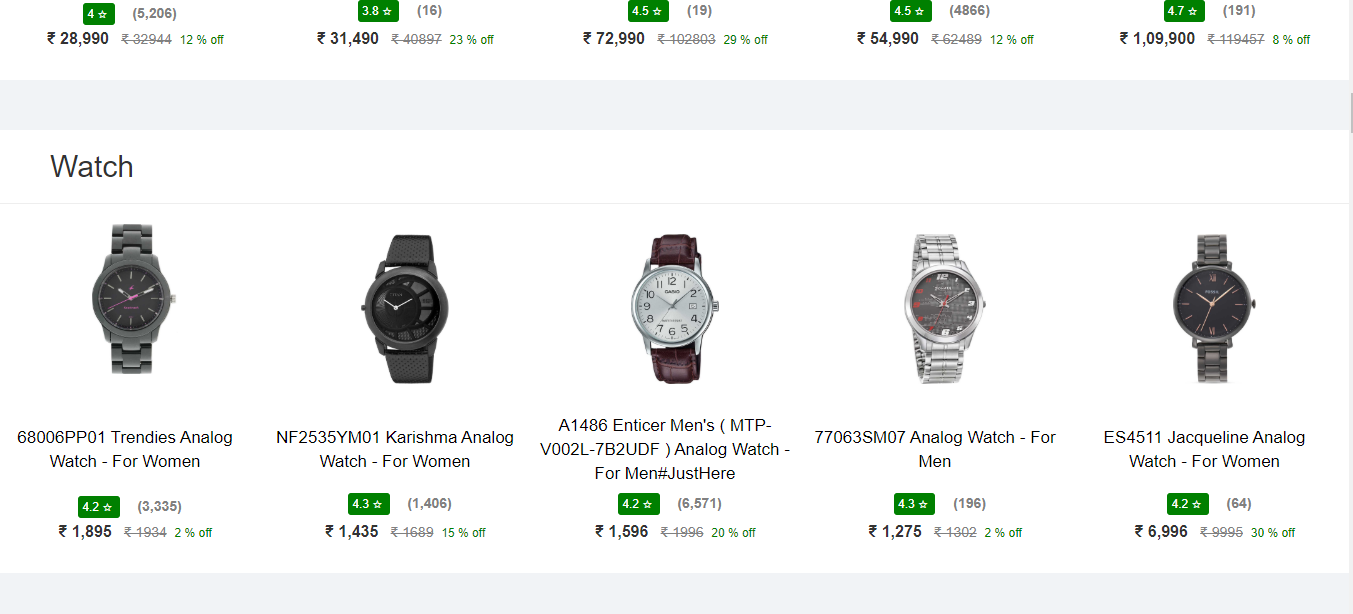 4 ☆ (5,206)
3.8 ☆ (16)
4.5 ☆ (19)
4.5 ☆ (4866)
4.7 ☆ (191)
₹ 28,990 ₹ 32944 12 % off
₹ 31,490 ₹ 40897 23 % off
₹ 72,990 ₹ 102803 29 % off
₹ 54,990 ₹ 62489 12 % off
₹ 1,09,900 ₹ 119457 8 % off
Watch
CASIO
FOSSIL
68006PP01 Trendies Analog
Watch - For Women
4.2 ☆ (3,335)
₹ 1,895 ₹ 1934 2 % off
NF2535YM01 Karishma Analog
Watch - For Women
4.3 ☆ (1,406)
₹ 1,435 ₹ 1689 15 % off
A1486 Enticer Men's ( MTP-
V002L-7B2UDF ) Analog Watch -
For Men#JustHere
4.2 ☆ (6,571)
₹ 1,596 ₹ 1996 20 % off
77063SM07 Analog Watch - For
Men
4.3 ☆ (196)
₹ 1,275 ₹ 1302 2 % off
ES4511 Jacqueline Analog
Watch - For Women
4.2 ☆ (64)
₹ 6,996 ₹ 9995 30 % off